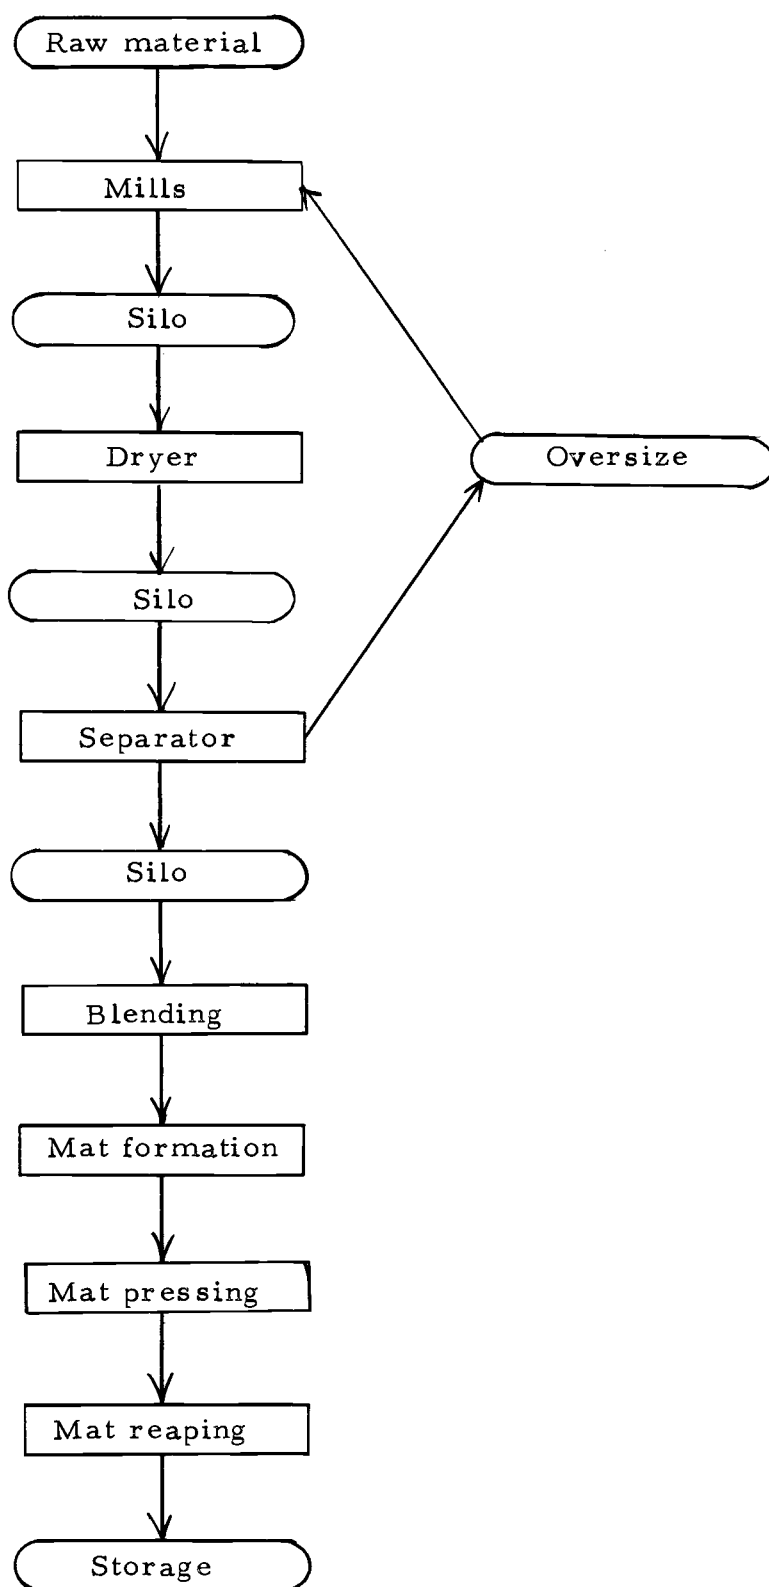 Raw material
Mills
Silo
Dryer
Oversize
Silo
Separator
Silo
Blending
Mat formation
Mat pressing
Mat reaping
Storage